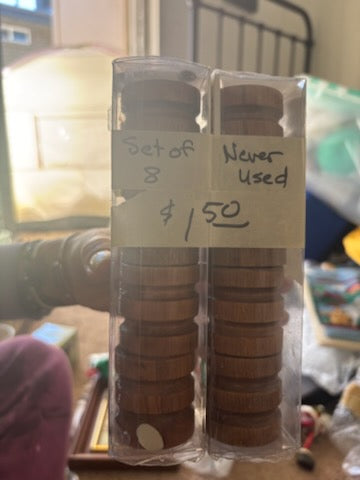 Set of
8
Never
used
$1.50